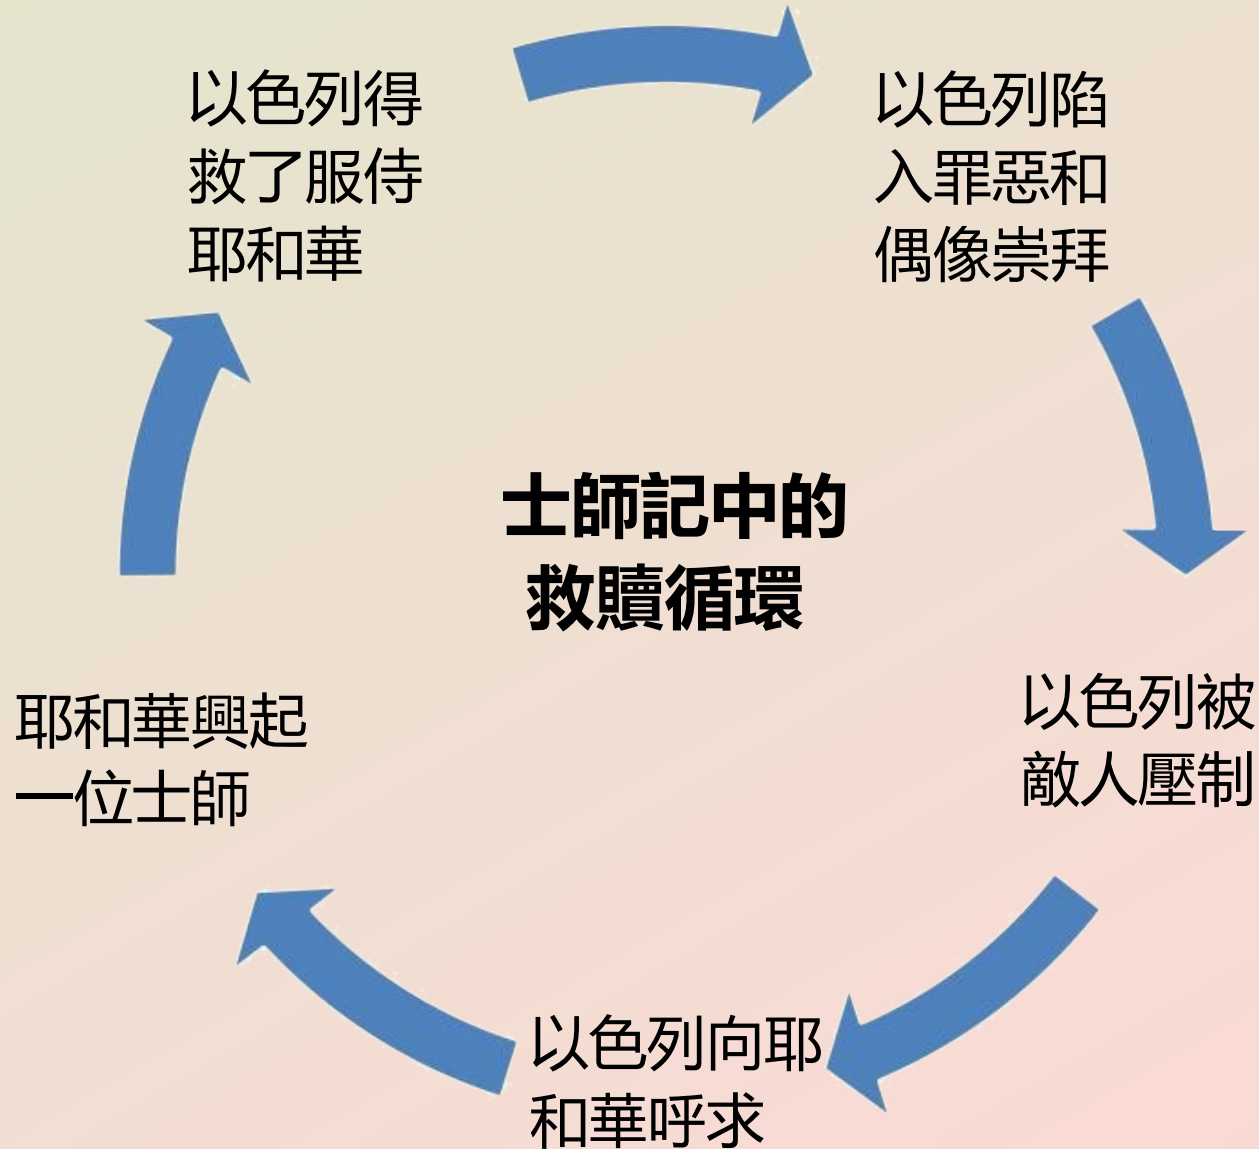 以色列得
救了服侍
耶和華
以色列陷
入罪惡和
偶像崇拜
士師記中的
救贖循環
以色列被
敵人壓制
耶和華興起
一位士師
以色列向耶
和華呼求